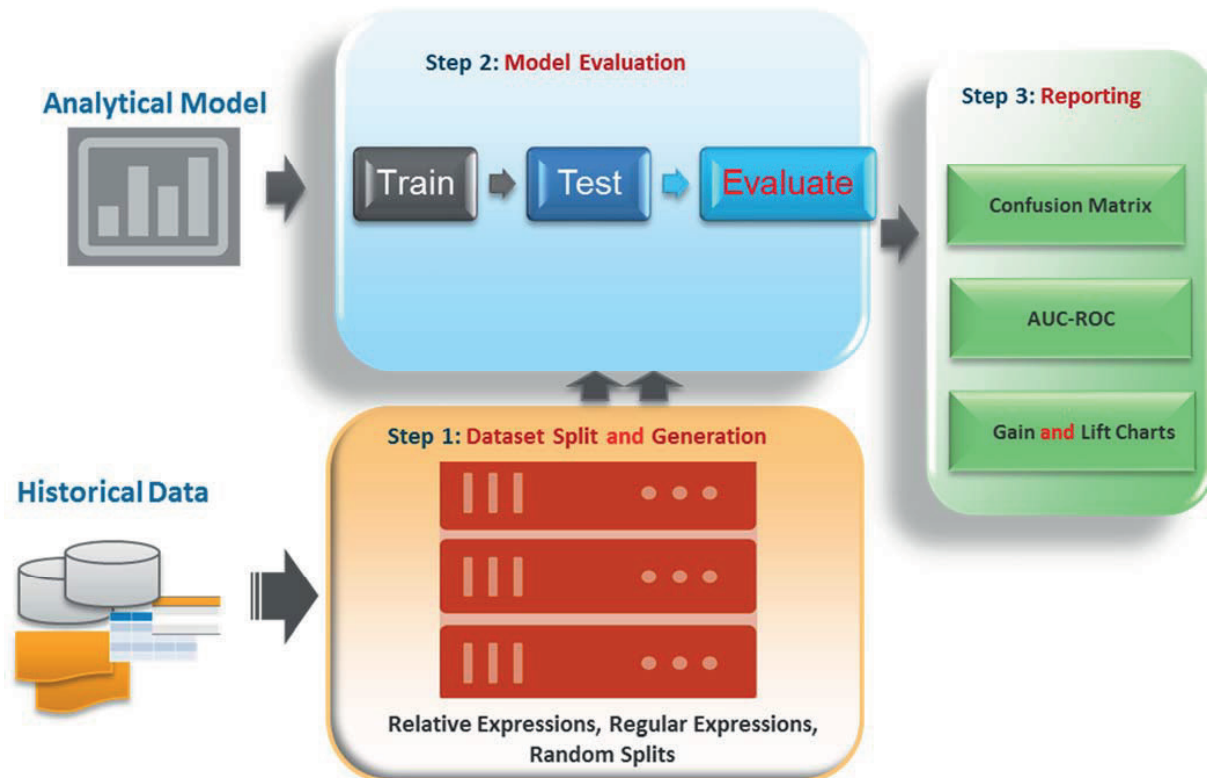 Step 2: Model Evaluation
Analytical Model
Train
Test
Evaluate
Step 3: Reporting
Confusion Matrix
AUC-ROC
Gain and Lift Charts
Step 1: Dataset Split and Generation
Historical Data
Relative Expressions, Regular Expressions,
Random Splits